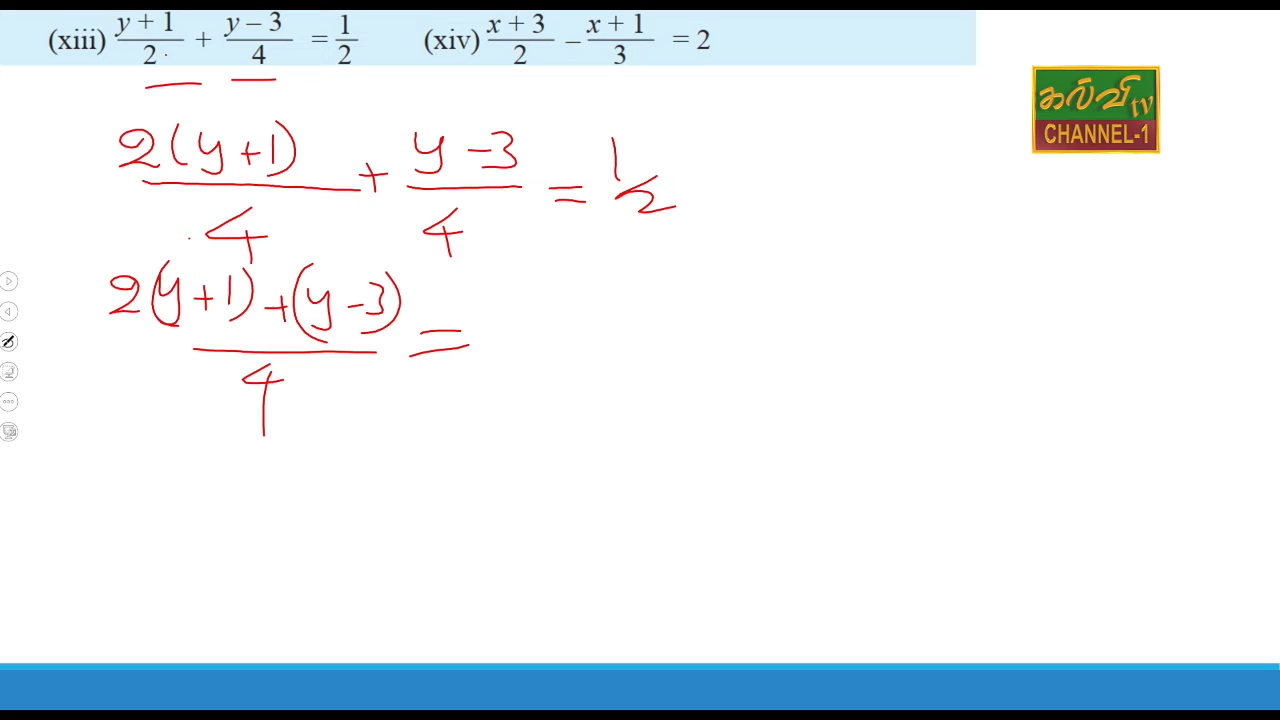 (xiii) (y + 1)/2 + (y – 3)/4 = 1/2 (xiv) (x + 3)/2 – (x + 1)/3 = 2
கல்வி tv
CHANNEL-1
2(y+1)/4 + y-3/4 = 1/2
2(y+1)+(y-3)/4 =